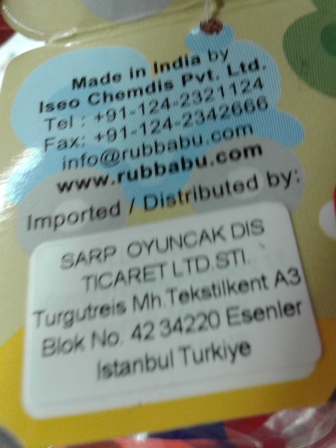 Made in India by
Iseo Chemdis Pvt. Ltd.
Tel : +91-124-2321124
Fax: +91-124-2342666
info@rubbabu.com
www.rubbabu.com
Imported / Distributed by:
SARP OYUNCAK DIS
TICARET LTD.STI.
Turgutreis Mh.Tekstilkent A3
Blok No. 42 34220 Esenler
Istanbul Turkiye